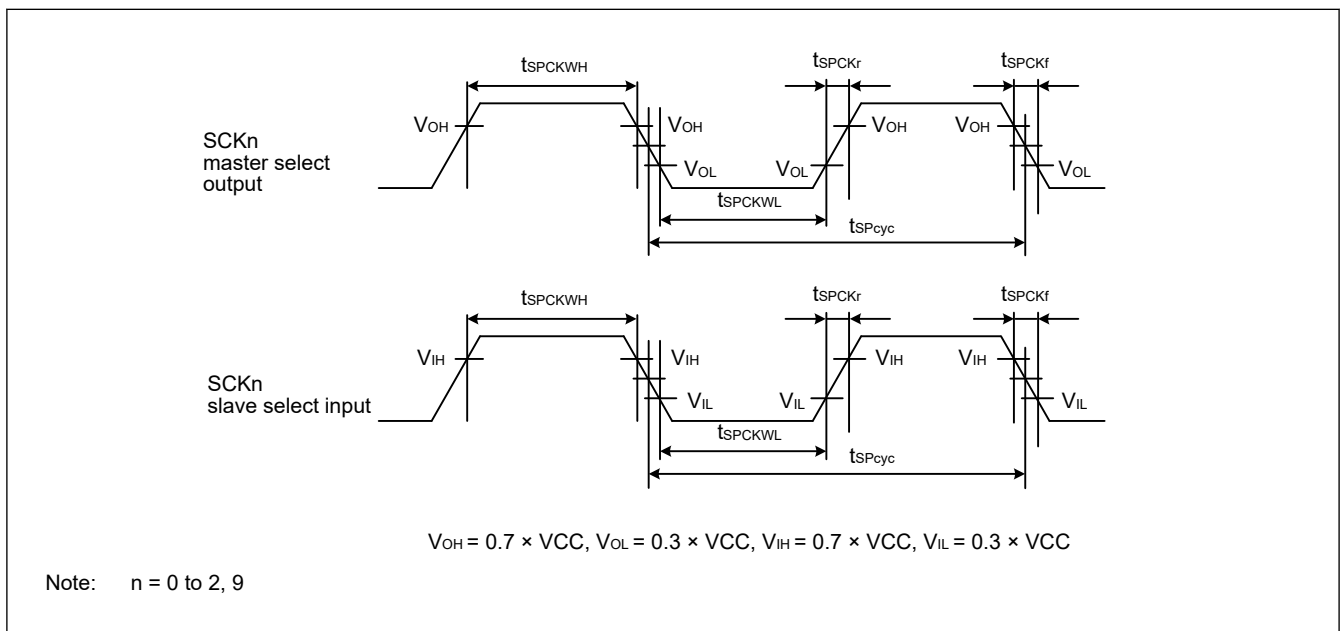 tSPCKWH
tSPCKr
tSPCKf
VOH
VOH
VOH
VOH
SCKn
master select
output
VOL
VOL
VOL
tSPCKWL
tSPcyc
tSPCKWH
tSPCKr
tSPCKf
VIH
VIH
VIH
VIH
SCKn
slave select input
VIL
VIL
VIL
tSPCKWL
tSPcyc
VOH = 0.7 × VCC, VOL = 0.3 × VCC, VIH = 0.7 × VCC, VIL = 0.3 × VCC
Note: n = 0 to 2, 9